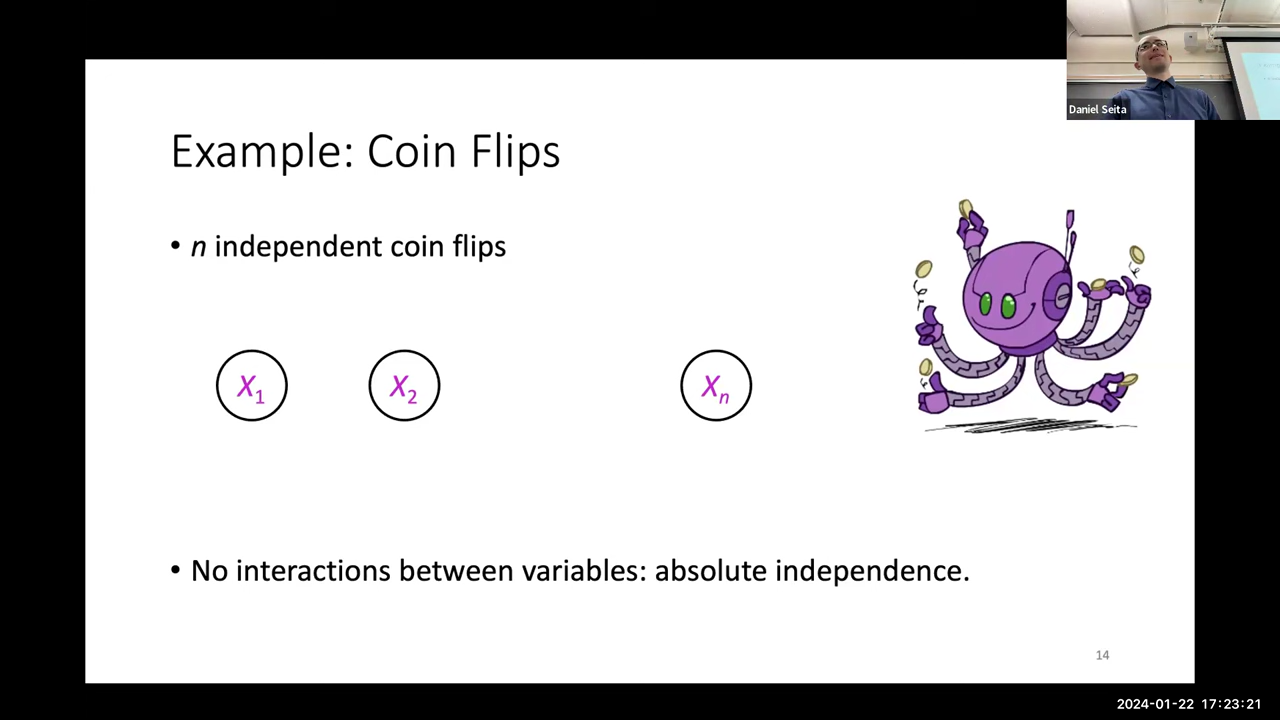 Daniel Seita
Example: Coin Flips
• n independent coin flips
X1 X2 Xn
• No interactions between variables: absolute independence.
14
2024-01-22 17:23:21